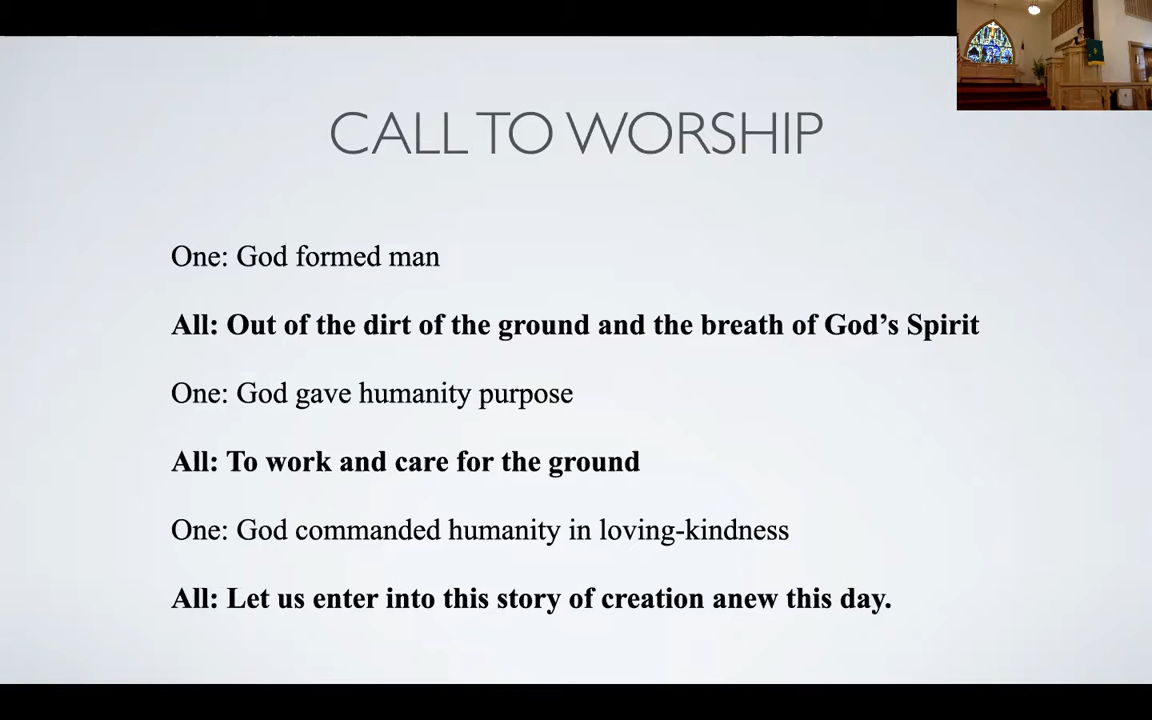 CALL TO WORSHIP
One: God formed man
All: Out of the dirt of the ground and the breath of God’s Spirit
One: God gave humanity purpose
All: To work and care for the ground
One: God commanded humanity in loving-kindness
All: Let us enter into this story of creation anew this day.